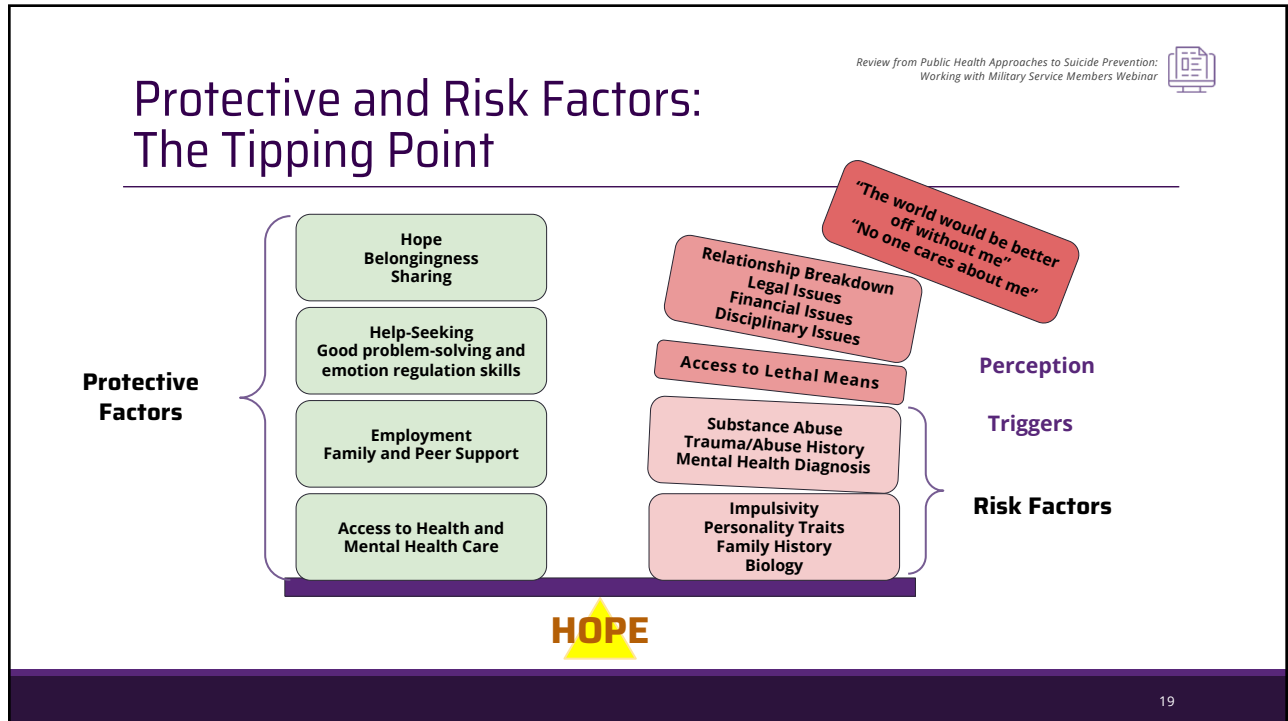 Review from Public Health Approaches to Suicide Prevention:
Working with Military Service Members Webinar
Protective and Risk Factors:
The Tipping Point
Protective
Factors
Hope
Belongingness
Sharing
Help-Seeking
Good problem-solving and
emotion regulation skills
Employment
Family and Peer Support
Access to Health and
Mental Health Care
“The world would be better
off without me”
“No one cares about me”
Relationship Breakdown
Legal Issues
Financial Issues
Disciplinary Issues
Access to Lethal Means
Substance Abuse
Trauma/Abuse History
Mental Health Diagnosis
Impulsivity
Personality Traits
Family History
Biology
Perception
Triggers
Risk Factors
HOPE
19